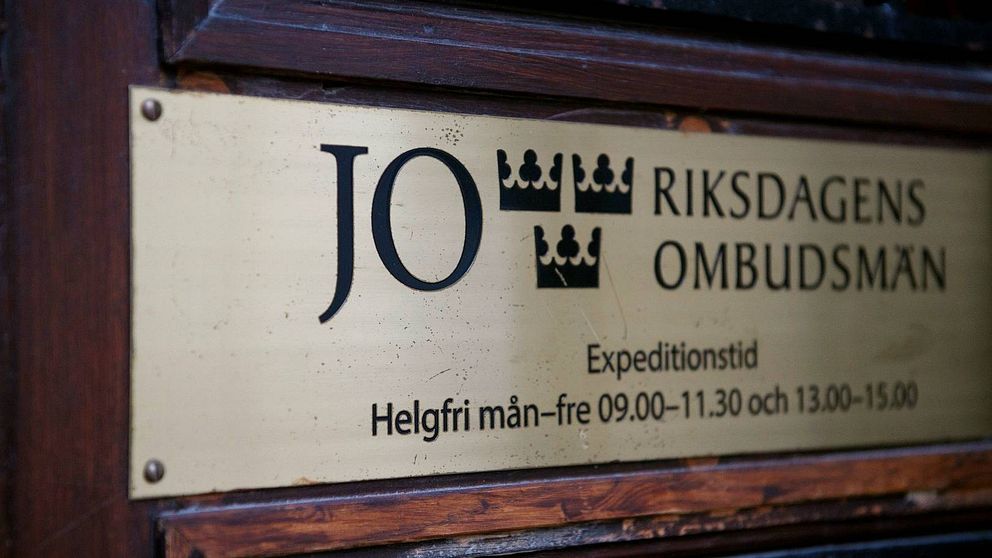 JO RIKSDAGENS
OMBUDSMÄN
Expeditionstid
Helgfri mån–fre 09.00–11.30 och 13.00–15.00